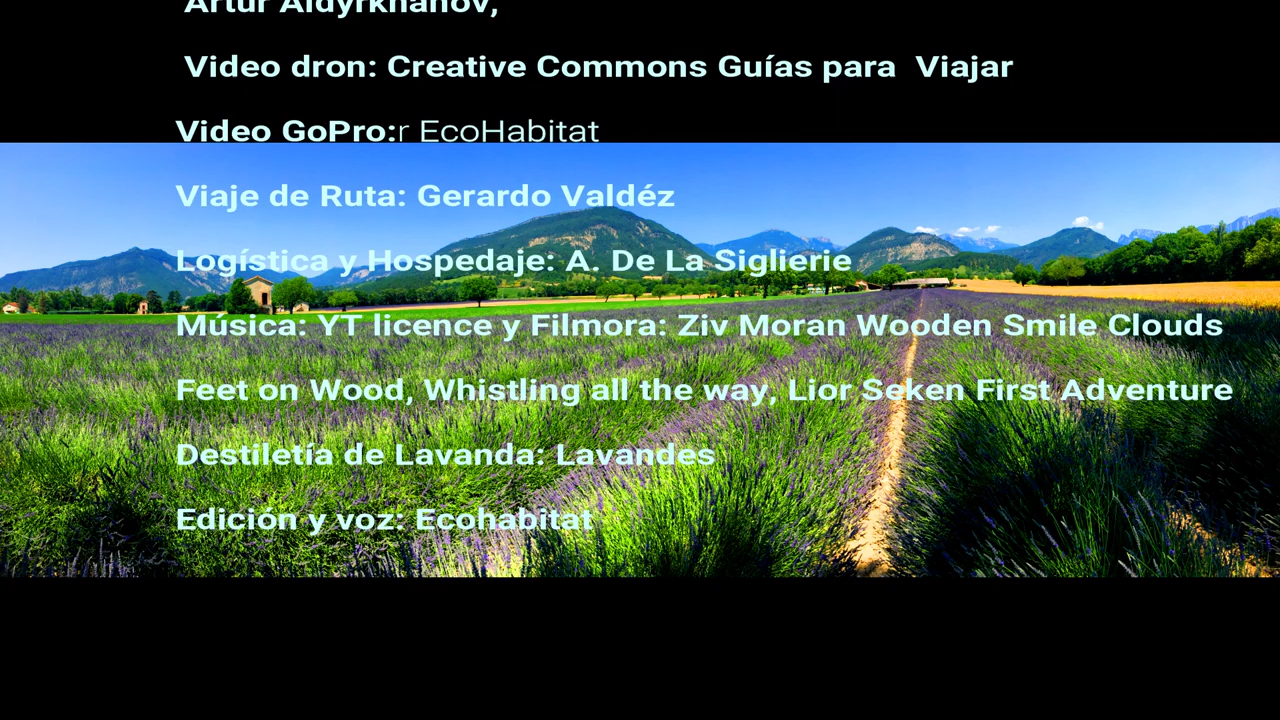 Artur Aldyrkhanov,
Video dron: Creative Commons Guías para Viajar
Video GoPro:r EcoHabitat
Viaje de Ruta: Gerardo Valdéz
Logística y Hospedaje: A. De La Siglierie
Música: YT licence y Filmora: Ziv Moran Wooden Smile Clouds
Feet on Wood, Whistling all the way, Lior Seken First Adventure
Destiletía de Lavanda: Lavandes
Edición y voz: Ecohabitat